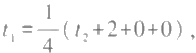 t₁ = 1/4 ( t₂ + 2 + 0 + 0 ) ,